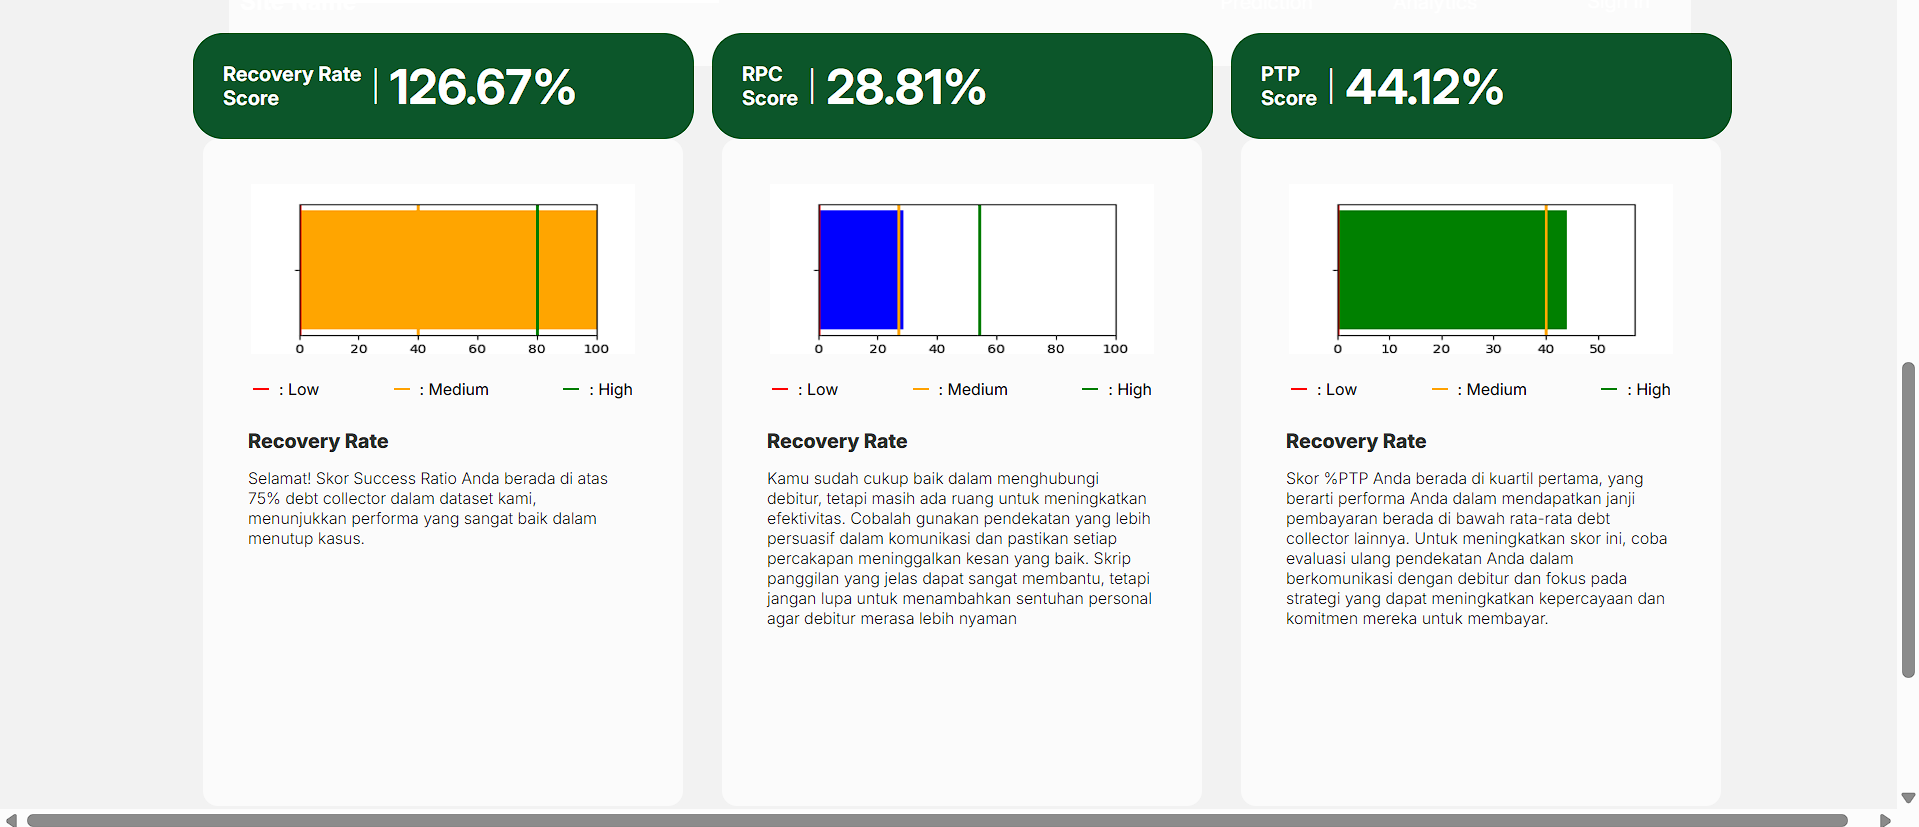 Recovery Rate
Score
126.67%
RPC
Score
28.81%
PTP
Score
44.12%
0 20 40 60 80 100
: Low : Medium : High
Recovery Rate
Selamat! Skor Success Ratio Anda berada di atas
75% debt collector dalam dataset kami,
menunjukkan performa yang sangat baik dalam
menutup kasus.
0 20 40 60 80 100
: Low : Medium : High
Recovery Rate
Kamu sudah cukup baik dalam menghubungi
debitur, tetapi masih ada ruang untuk meningkatkan
efektivitas. Cobalah gunakan pendekatan yang lebih
persuasif dalam komunikasi dan pastikan setiap
percakapan meninggalkan kesan yang baik. Skrip
panggilan yang jelas dapat sangat membantu, tetapi
jangan lupa untuk menambahkan sentuhan personal
agar debitur merasa lebih nyaman
0 10 20 30 40 50
: Low : Medium : High
Recovery Rate
Skor %PTP Anda berada di kuartil pertama, yang
berarti performa Anda dalam mendapatkan janji
pembayaran berada di bawah rata-rata debt
collector lainnya. Untuk meningkatkan skor ini, coba
evaluasi ulang pendekatan Anda dalam
berkomunikasi dengan debitur dan fokus pada
strategi yang dapat meningkatkan kepercayaan dan
komitmen mereka untuk membayar.